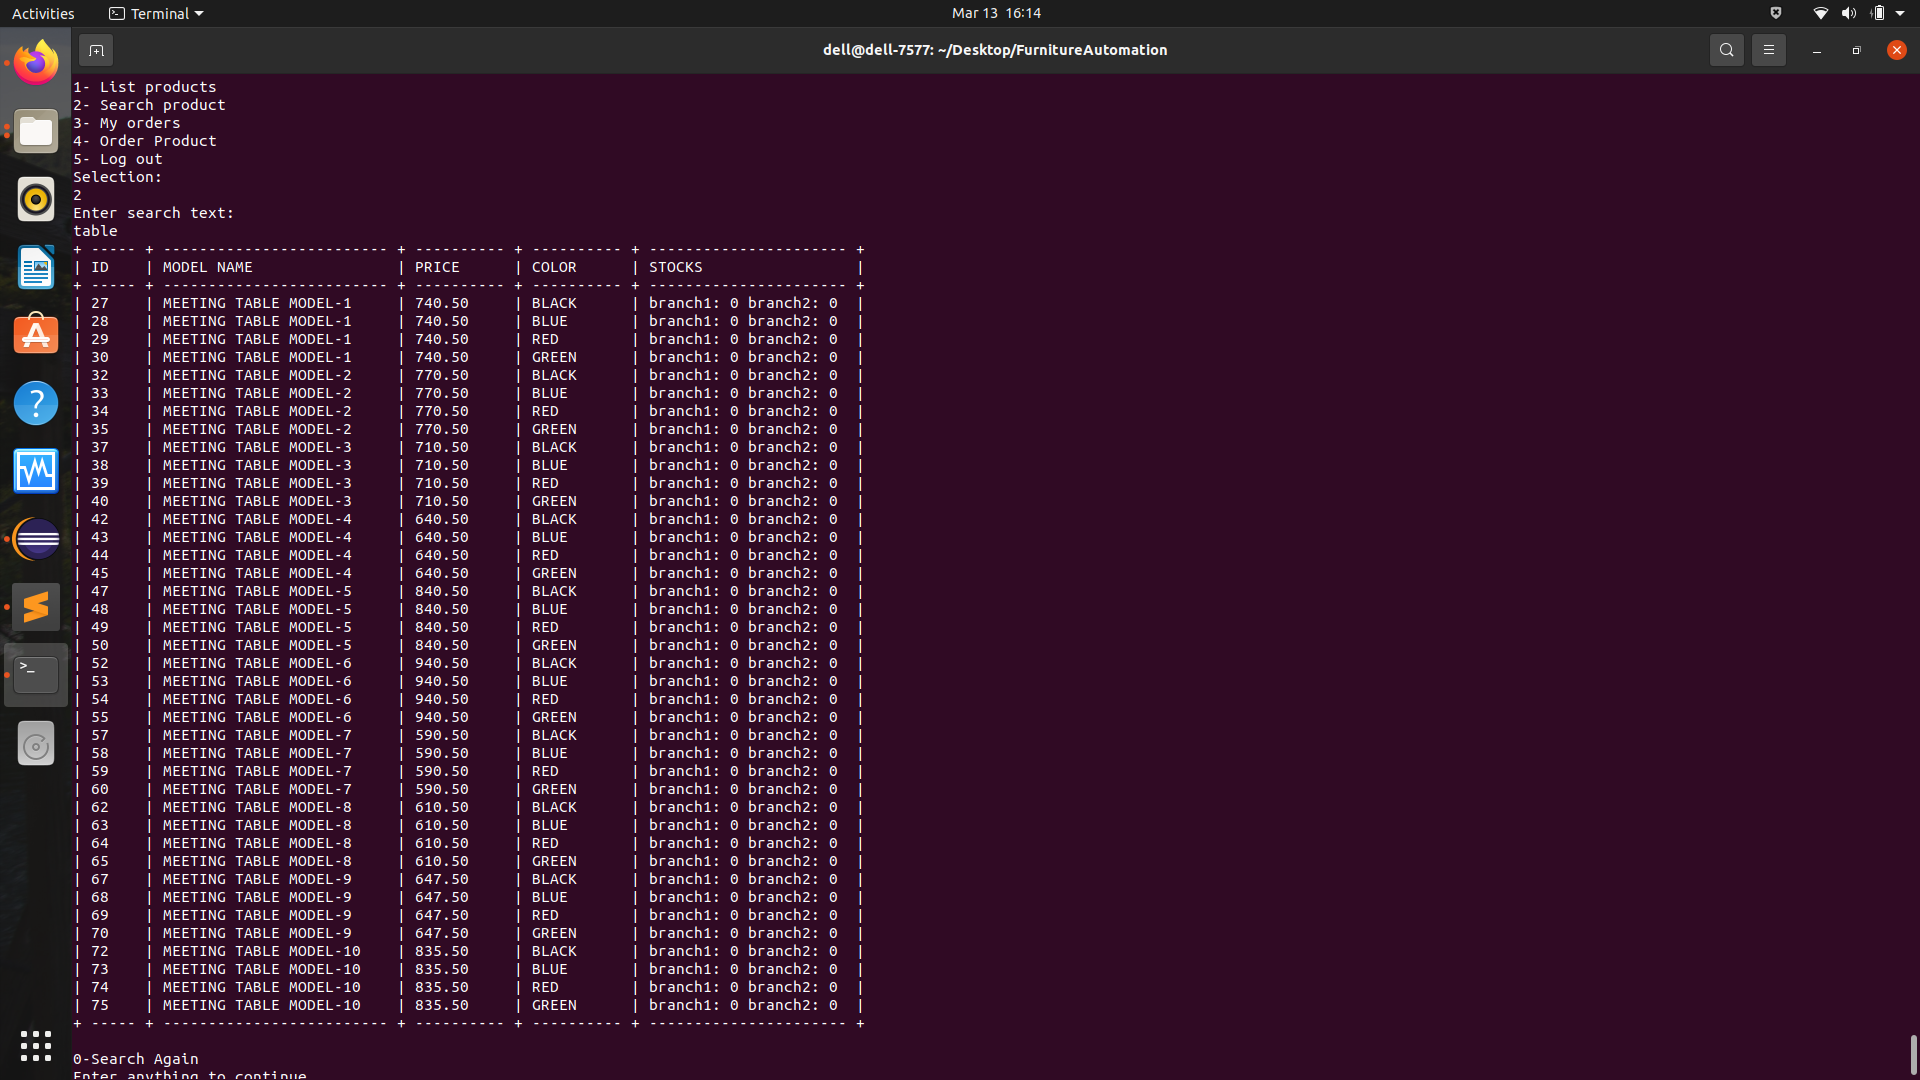 Activities
Terminal
Mar 13 16:14
dell@dell-7577: ~/Desktop/FurnitureAutomation
1- List products
2- Search product
3- My orders
4- Order Product
5- Log out
Selection:
2
Enter search text:
table
+ ----- + ------------------------- + ---------- + ---------- + ---------------------- +
| ID | MODEL NAME | PRICE | COLOR | STOCKS |
+ ----- + ------------------------- + ---------- + ---------- + ---------------------- +
| 27 | MEETING TABLE MODEL-1 | 740.50 | BLACK | branch1: 0 branch2: 0 |
| 28 | MEETING TABLE MODEL-1 | 740.50 | BLUE | branch1: 0 branch2: 0 |
| 29 | MEETING TABLE MODEL-1 | 740.50 | RED | branch1: 0 branch2: 0 |
| 30 | MEETING TABLE MODEL-1 | 740.50 | GREEN | branch1: 0 branch2: 0 |
| 32 | MEETING TABLE MODEL-2 | 770.50 | BLACK | branch1: 0 branch2: 0 |
| 33 | MEETING TABLE MODEL-2 | 770.50 | BLUE | branch1: 0 branch2: 0 |
| 34 | MEETING TABLE MODEL-2 | 770.50 | RED | branch1: 0 branch2: 0 |
| 35 | MEETING TABLE MODEL-2 | 770.50 | GREEN | branch1: 0 branch2: 0 |
| 37 | MEETING TABLE MODEL-3 | 710.50 | BLACK | branch1: 0 branch2: 0 |
| 38 | MEETING TABLE MODEL-3 | 710.50 | BLUE | branch1: 0 branch2: 0 |
| 39 | MEETING TABLE MODEL-3 | 710.50 | RED | branch1: 0 branch2: 0 |
| 40 | MEETING TABLE MODEL-3 | 710.50 | GREEN | branch1: 0 branch2: 0 |
| 42 | MEETING TABLE MODEL-4 | 640.50 | BLACK | branch1: 0 branch2: 0 |
| 43 | MEETING TABLE MODEL-4 | 640.50 | BLUE | branch1: 0 branch2: 0 |
| 44 | MEETING TABLE MODEL-4 | 640.50 | RED | branch1: 0 branch2: 0 |
| 45 | MEETING TABLE MODEL-4 | 640.50 | GREEN | branch1: 0 branch2: 0 |
| 47 | MEETING TABLE MODEL-5 | 840.50 | BLACK | branch1: 0 branch2: 0 |
| 48 | MEETING TABLE MODEL-5 | 840.50 | BLUE | branch1: 0 branch2: 0 |
| 49 | MEETING TABLE MODEL-5 | 840.50 | RED | branch1: 0 branch2: 0 |
| 50 | MEETING TABLE MODEL-5 | 840.50 | GREEN | branch1: 0 branch2: 0 |
| 52 | MEETING TABLE MODEL-6 | 940.50 | BLACK | branch1: 0 branch2: 0 |
| 53 | MEETING TABLE MODEL-6 | 940.50 | BLUE | branch1: 0 branch2: 0 |
| 54 | MEETING TABLE MODEL-6 | 940.50 | RED | branch1: 0 branch2: 0 |
| 55 | MEETING TABLE MODEL-6 | 940.50 | GREEN | branch1: 0 branch2: 0 |
| 57 | MEETING TABLE MODEL-7 | 590.50 | BLACK | branch1: 0 branch2: 0 |
| 58 | MEETING TABLE MODEL-7 | 590.50 | BLUE | branch1: 0 branch2: 0 |
| 59 | MEETING TABLE MODEL-7 | 590.50 | RED | branch1: 0 branch2: 0 |
| 60 | MEETING TABLE MODEL-7 | 590.50 | GREEN | branch1: 0 branch2: 0 |
| 62 | MEETING TABLE MODEL-8 | 610.50 | BLACK | branch1: 0 branch2: 0 |
| 63 | MEETING TABLE MODEL-8 | 610.50 | BLUE | branch1: 0 branch2: 0 |
| 64 | MEETING TABLE MODEL-8 | 610.50 | RED | branch1: 0 branch2: 0 |
| 65 | MEETING TABLE MODEL-8 | 610.50 | GREEN | branch1: 0 branch2: 0 |
| 67 | MEETING TABLE MODEL-9 | 647.50 | BLACK | branch1: 0 branch2: 0 |
| 68 | MEETING TABLE MODEL-9 | 647.50 | BLUE | branch1: 0 branch2: 0 |
| 69 | MEETING TABLE MODEL-9 | 647.50 | RED | branch1: 0 branch2: 0 |
| 70 | MEETING TABLE MODEL-9 | 647.50 | GREEN | branch1: 0 branch2: 0 |
| 72 | MEETING TABLE MODEL-10 | 835.50 | BLACK | branch1: 0 branch2: 0 |
| 73 | MEETING TABLE MODEL-10 | 835.50 | BLUE | branch1: 0 branch2: 0 |
| 74 | MEETING TABLE MODEL-10 | 835.50 | RED | branch1: 0 branch2: 0 |
| 75 | MEETING TABLE MODEL-10 | 835.50 | GREEN | branch1: 0 branch2: 0 |
+ ----- + ------------------------- + ---------- + ---------- + ---------------------- +
0-Search Again
Enter anything to continue